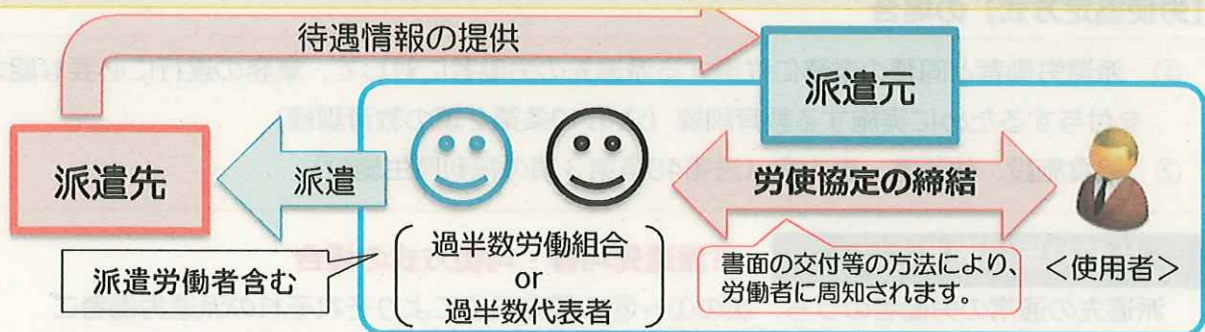 待遇情報の提供
派遣元
派遣先
派遣
労使協定の締結
過半数労働組合
or
過半数代表者
派遣労働者含む
書面の交付等の方法により、
労働者に周知されます。
＜使用者＞